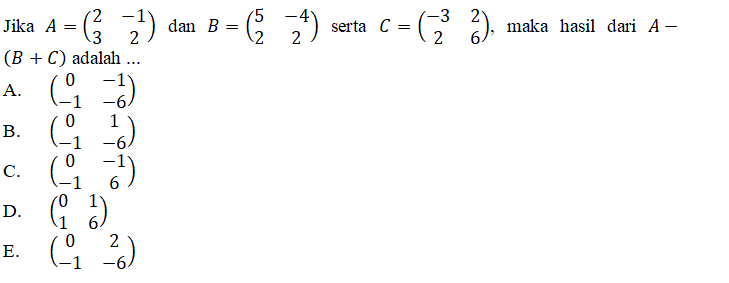 Jika A = (2 −1
3 2) dan B = (5 −4
2 2) serta C = (−3 2
2 6), maka hasil dari A −
(B + C) adalah ...
A. (0 −1
−1 −6)
B. (0 1
−1 −6)
C. (0 −1
−1 6)
D. (0 1
1 6)
E. (0 2
−1 −6)